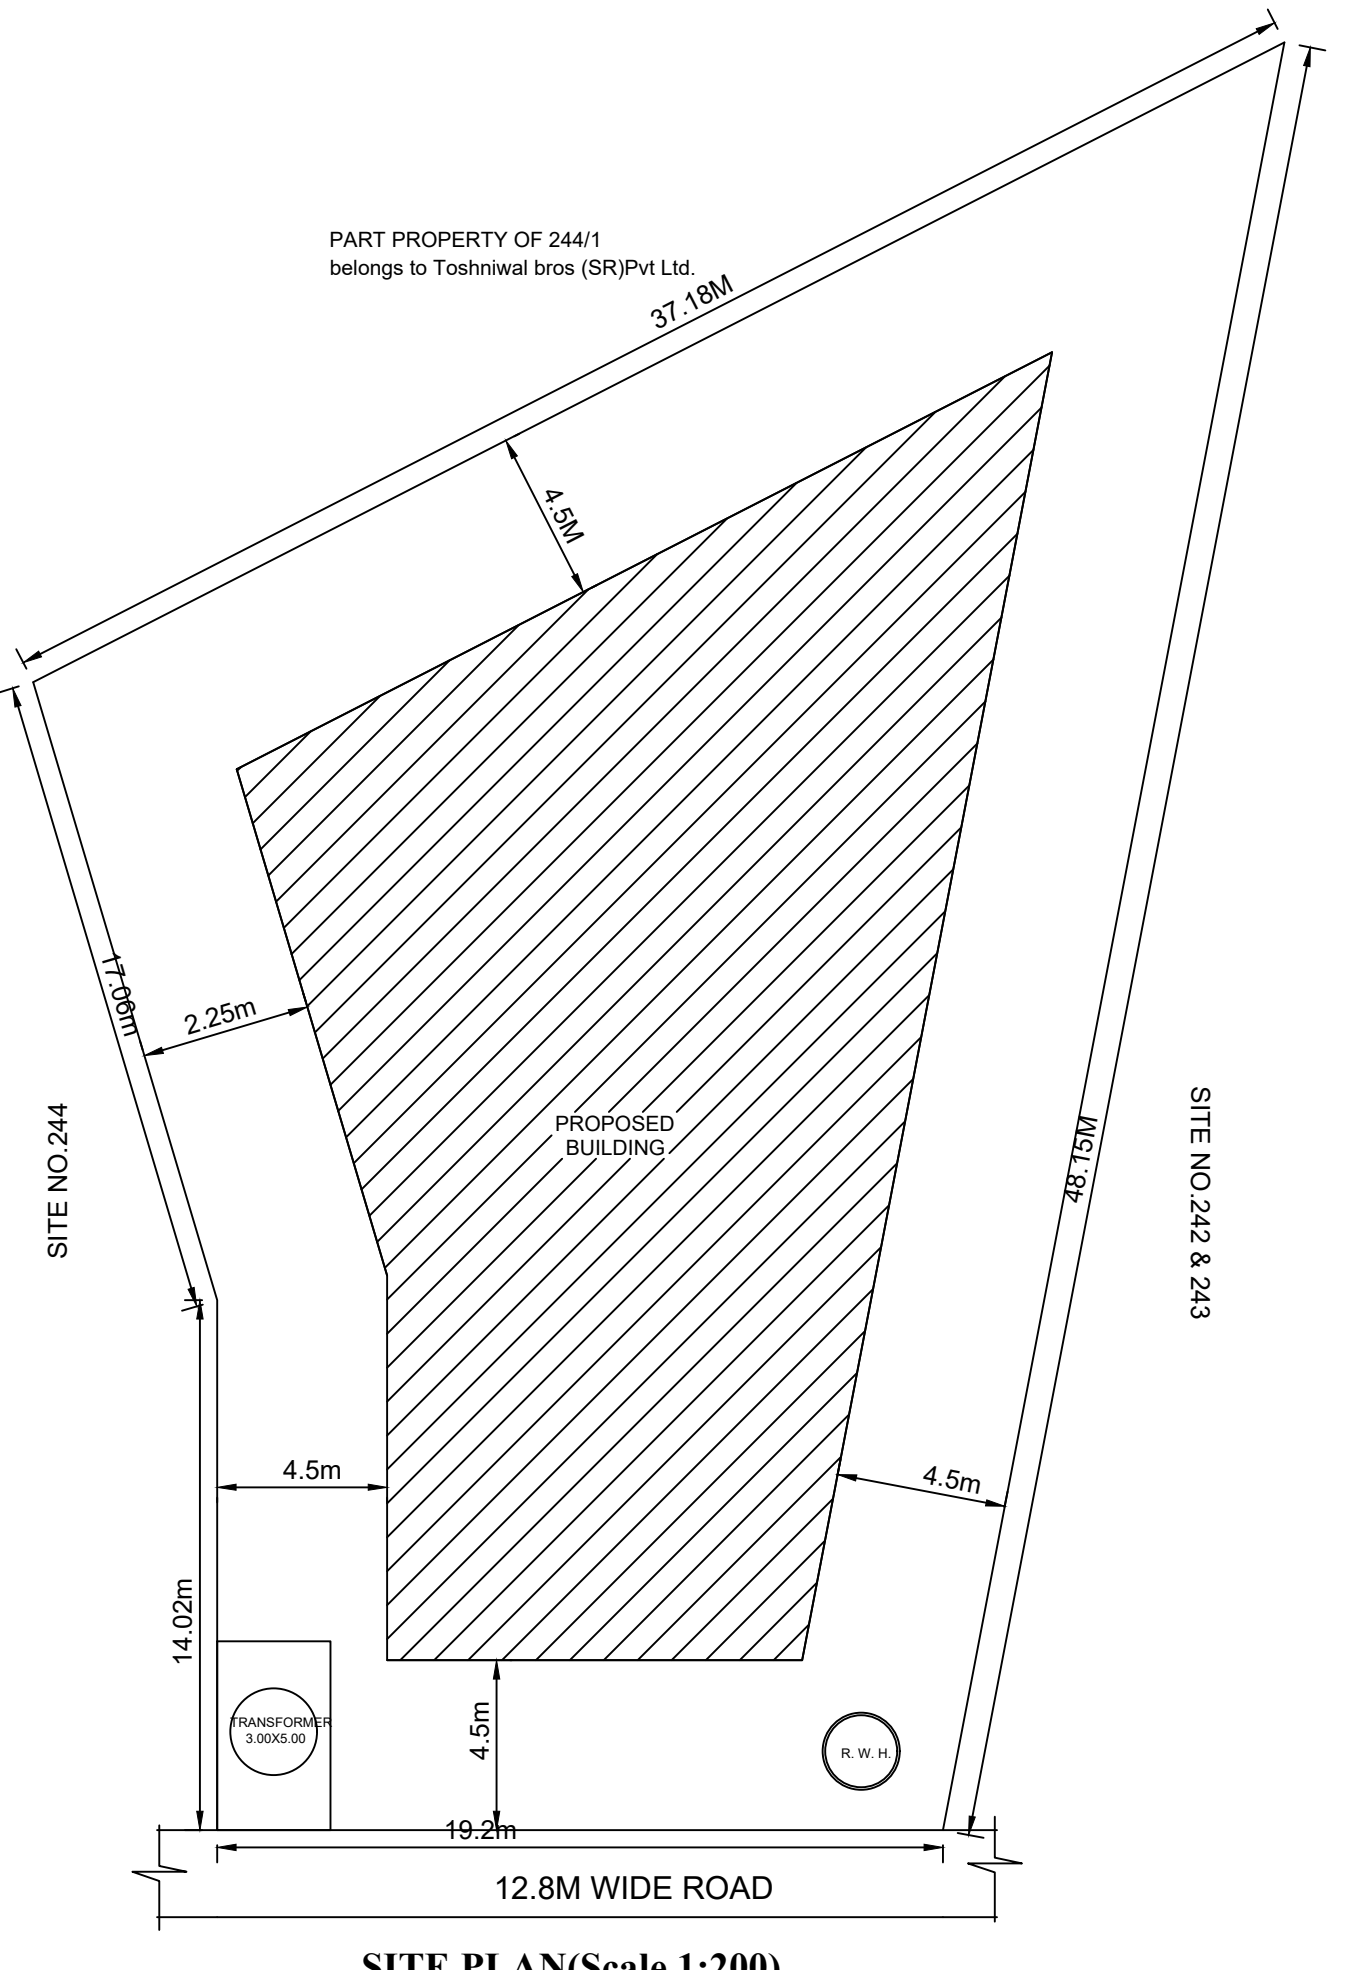 PART PROPERTY OF 244/1
belongs to Toshniwal bros (SR)Pvt Ltd.
37.18M
4.5M
17.06m
2.25m
SITE NO.244
PROPOSED
BUILDING
48.15M
SITE NO.242 & 243
4.5m
4.5m
14.02m
TRANSFORMER
3.00X5.00
4.5m
R. W. H.
19.2m
12.8M WIDE ROAD
SITE PLAN(Scale 1:200)